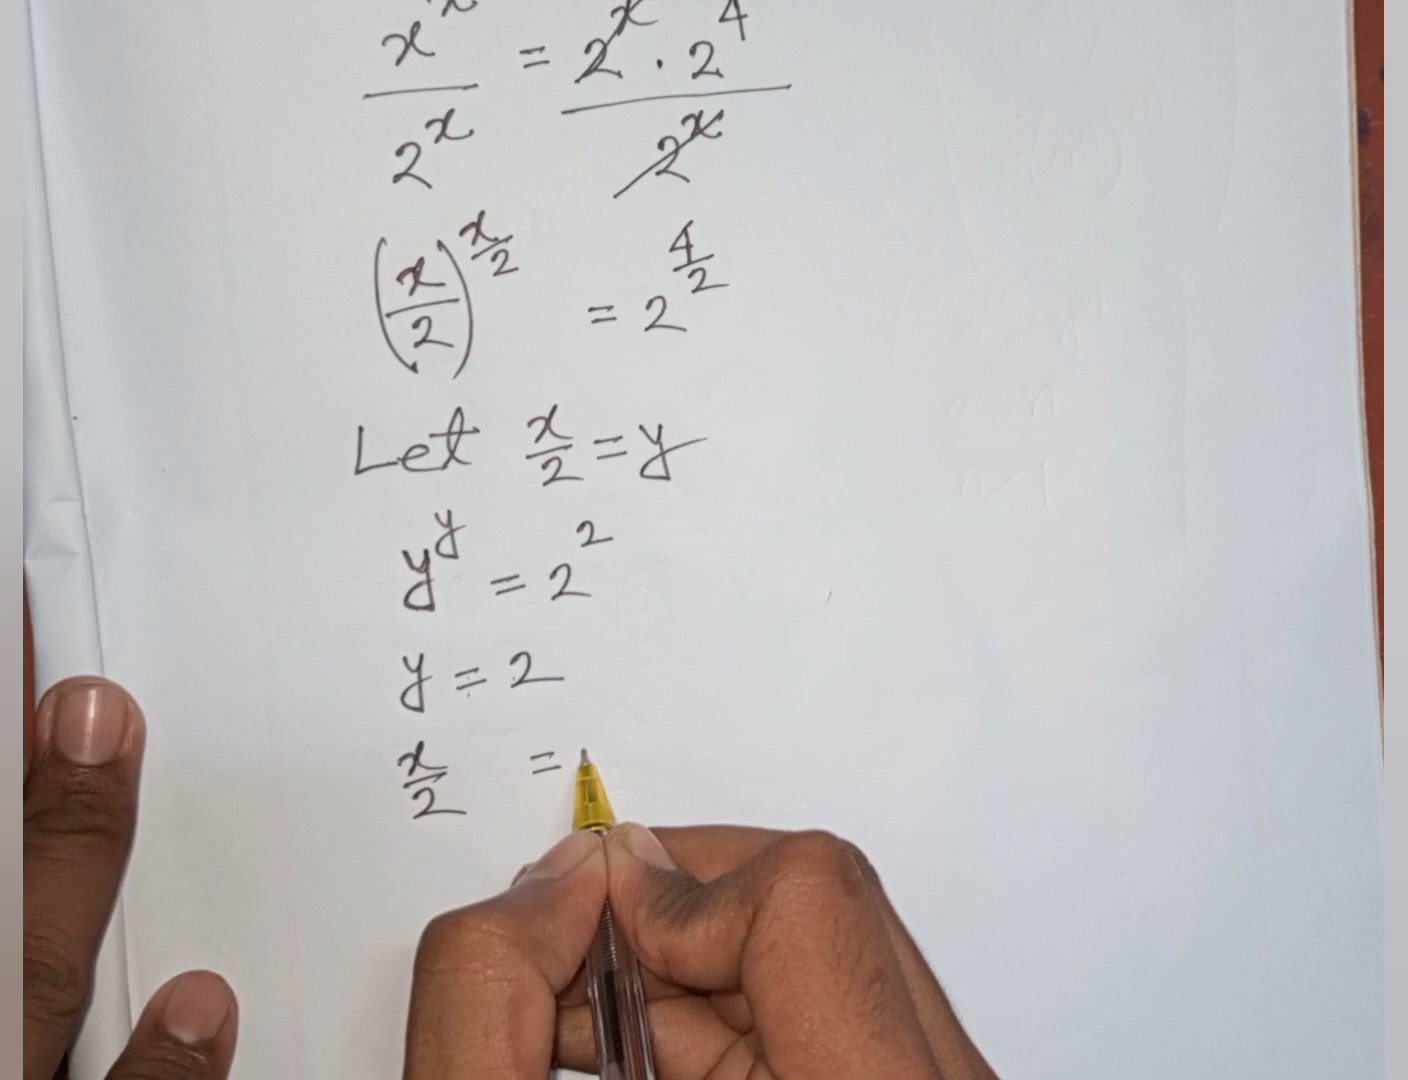 x^x / 2^x = 2^x . 2^4 / 2^x
(x/2)^(x/2) = 2^(4/2)
Let x/2 = y
y^y = 2^2
y = 2
x/2 =